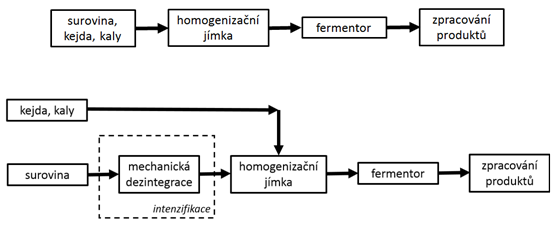 surovina,
kejda, kaly
homogenizační
jímka
fermentor
zpracování
produktů
kejda, kaly
surovina
mechanická
dezintegrace
intenzifikace
homogenizační
jímka
fermentor
zpracování
produktů